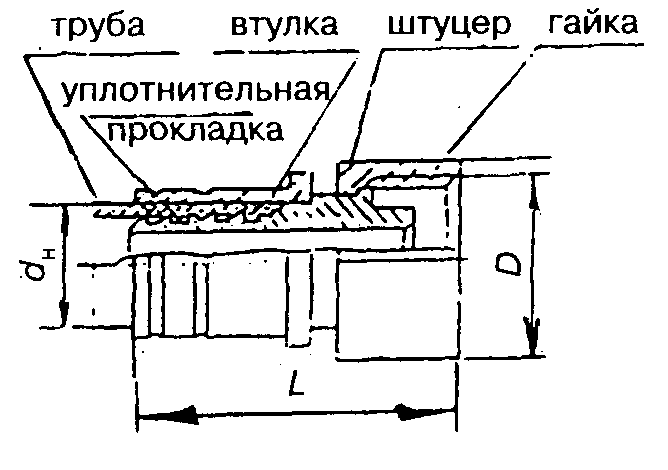 труба втулка штуцер гайка
уплотнительная
прокладка
dн
D
L